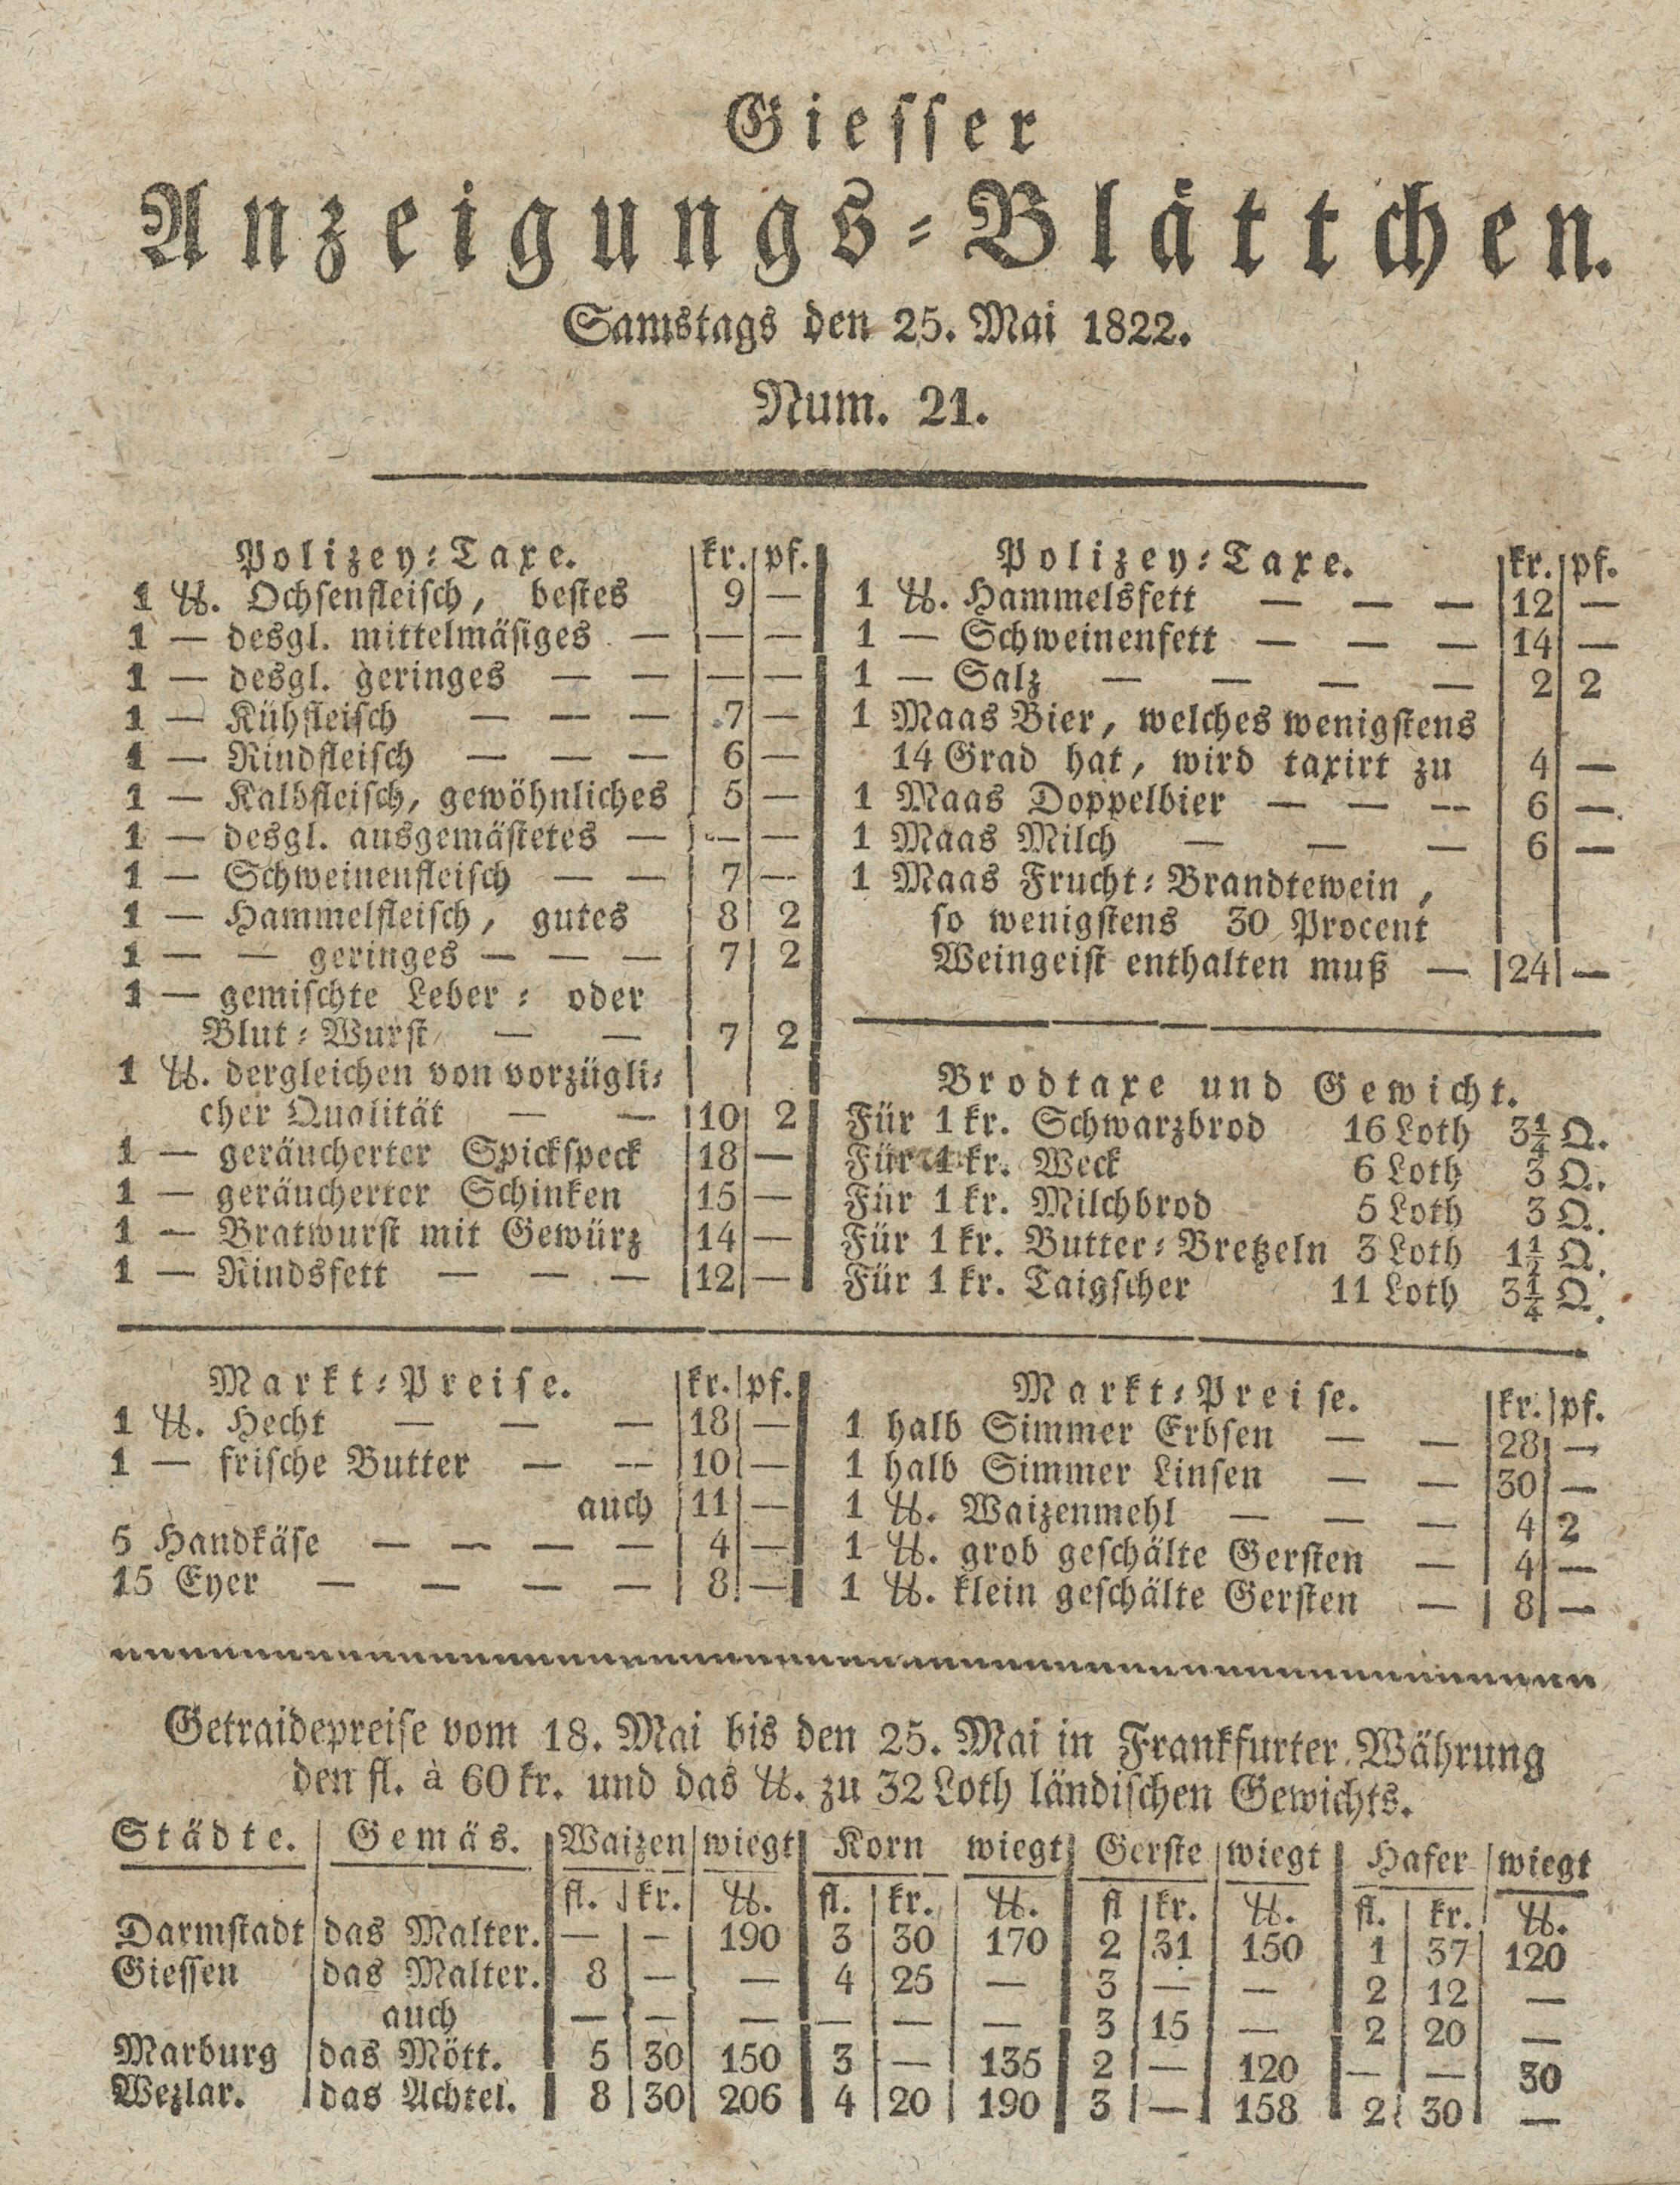 Giesser
Anzeigungs-Blättchen.
Samstags den 25. Mai 1822.
Num. 21.
Polizey-Taxe. kr. pf.
1 ℔. Ochsenfleisch, bestes 9 —
1 — desgl. mittelmäsiges — — —
1 — desgl. geringes — — — —
1 — Kühfleisch — — — 7 —
1 — Rindfleisch — — — 6 —
1 — Kalbfleisch, gewöhnliches 5 —
1 — desgl. ausgemästetes — — —
1 — Schweinenfleisch — — 7 —
1 — Hammelfleisch, gutes 8 2
1 — — geringes — — — 7 2
1 — gemischte Leber- oder
Blut-Wurst — — 7 2
1 ℔. dergleichen von vorzügli-
cher Qualität — — 10 2
1 — geräucherter Spickspeck 18 —
1 — geräucherter Schinken 15 —
1 — Bratwurst mit Gewürz 14 —
1 — Rindsfett — — — 12 —
Polizey-Taxe. kr. pf.
1 ℔. Hammelsfett — — — 12 —
1 — Schweinenfett — — — 14 —
1 — Salz — — — — 2 2
1 Maas Bier, welches wenigstens
14 Grad hat, wird taxirt zu 4 —
1 Maas Doppelbier — — — 6 —
1 Maas Milch — — — 6 —
1 Maas Frucht-Brandtewein,
so wenigstens 30 Procent
Weingeist enthalten muß — 24 —
Brodtaxe und Gewicht.
Für 1 kr. Schwarzbrod 16 Loth 3¼ Q.
Für 1 kr. Weck 6 Loth 3 Q.
Für 1 kr. Milchbrod 5 Loth 3 Q.
Für 1 kr. Butter-Bretzeln 3 Loth 1½ Q.
Für 1 kr. Taigscher 11 Loth 3¼ Q.
Markt-Preise. kr. pf.
1 ℔. Hecht — — — 18 —
1 — frische Butter — — 10 —
auch 11 —
5 Handkäse — — — — 4 —
15 Eyer — — — — 8 —
Markt-Preise. kr. pf.
1 halb Simmer Erbsen — — 28 —
1 halb Simmer Linsen — — 30 —
1 ℔. Waizenmehl — — — 4 2
1 ℔. grob geschälte Gersten — 4 —
1 ℔. klein geschälte Gersten — 8 —
Getraidepreise vom 18. Mai bis den 25. Mai in Frankfurter Währung
den fl. à 60 kr. und das ℔. zu 32 Loth ländischen Gewichts.
Städte. Gemäs. Waizen wiegt Korn wiegt Gerste wiegt Hafer wiegt
fl. kr. ℔. fl. kr. ℔. fl kr. ℔. fl. kr. ℔.
Darmstadt das Malter. — — 190 3 30 170 2 31 150 1 37 120
Giessen das Malter. 8 — — 4 25 — 3 — — 2 12 —
auch — — — — — — 3 15 — 2 20 —
Marburg das Mött. 5 30 150 3 — 135 2 — 120 — — 30
Wezlar. das Achtel. 8 30 206 4 20 190 3 — 158 2 30 —